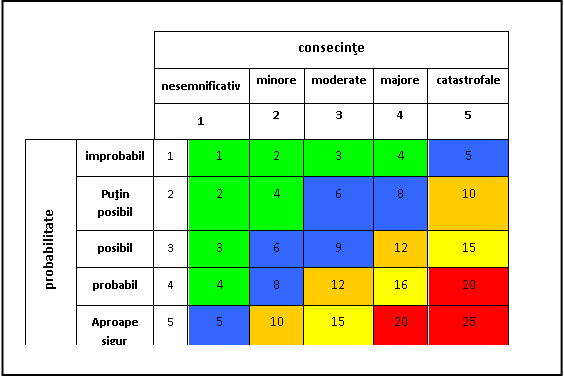 consecinţe
nesemnificativ minore moderate majore catastrofale
1 2 3 4 5
probabilitate
improbabil 1 1 2 3 4 5
Puţin
posibil
2 2 4 6 8 10
posibil 3 3 6 9 12 15
probabil 4 4 8 12 16 20
Aproape
sigur
5 5 10 15 20 25